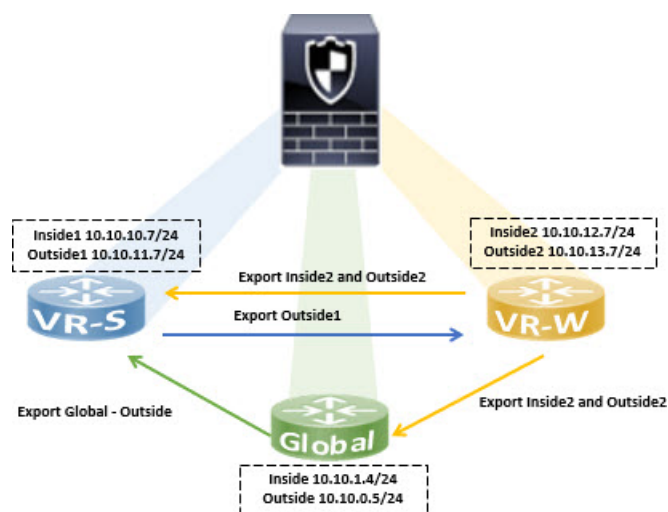 Inside1 10.10.10.7/24
Outside1 10.10.11.7/24
Inside2 10.10.12.7/24
Outside2 10.10.13.7/24
Export Inside2 and Outside2
VR-S
Export Outside1
VR-W
Export Global - Outside
Export Inside2 and Outside2
Global
Inside 10.10.1.4/24
Outside 10.10.0.5/24